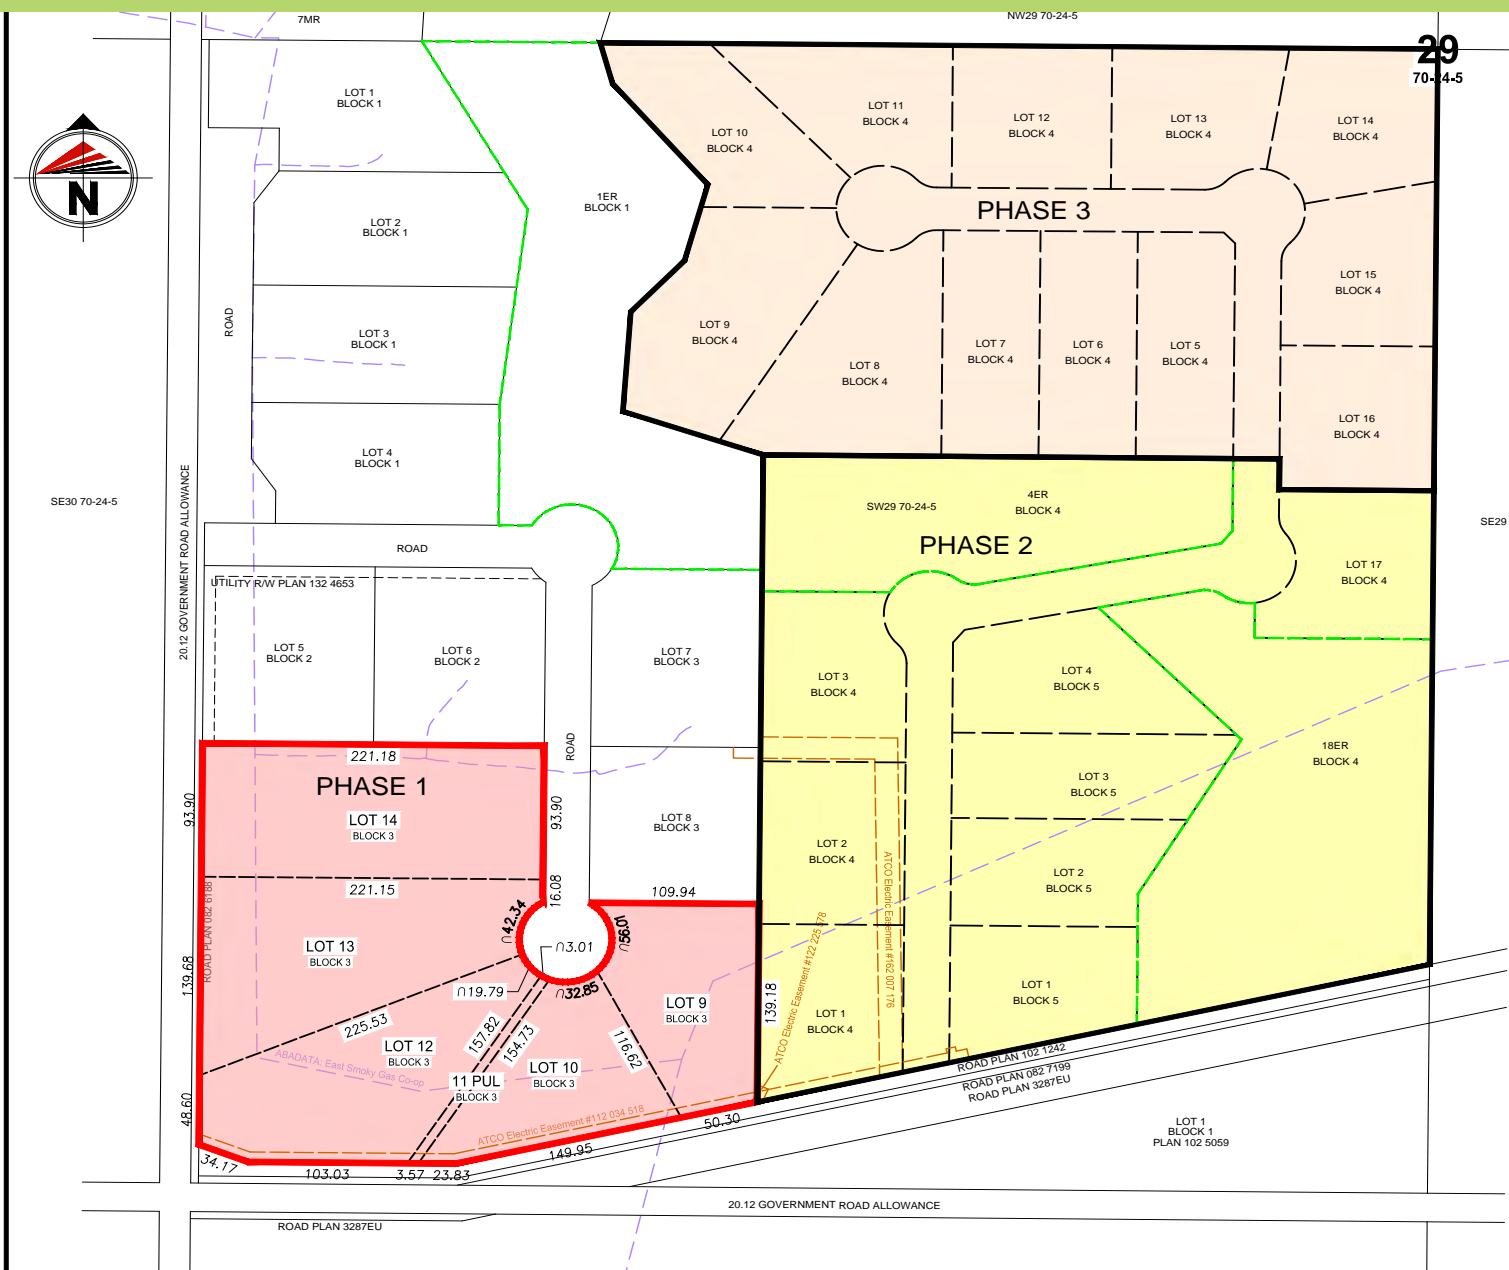 7MR
NW29 70-24-5
29
70-24-5
N
LOT 1
BLOCK 1
LOT 2
BLOCK 1
LOT 3
BLOCK 1
LOT 4
BLOCK 1
1ER
BLOCK 1
ROAD
LOT 10
BLOCK 4
LOT 11
BLOCK 4
LOT 12
BLOCK 4
LOT 13
BLOCK 4
LOT 14
BLOCK 4
PHASE 3
LOT 15
BLOCK 4
LOT 9
BLOCK 4
LOT 8
BLOCK 4
LOT 7
BLOCK 4
LOT 6
BLOCK 4
LOT 5
BLOCK 4
LOT 16
BLOCK 4
SE30 70-24-5
20.12 GOVERNMENT ROAD ALLOWANCE
ROAD
SW29 70-24-5
4ER
BLOCK 4
SE29
PHASE 2
LOT 17
BLOCK 4
UTILITY R/W PLAN 132 4653
LOT 5
BLOCK 2
LOT 6
BLOCK 2
ROAD
LOT 7
BLOCK 3
LOT 8
BLOCK 3
LOT 3
BLOCK 4
LOT 4
BLOCK 5
LOT 3
BLOCK 5
18ER
BLOCK 4
LOT 2
BLOCK 4
LOT 2
BLOCK 5
LOT 1
BLOCK 4
LOT 1
BLOCK 5
ATCO Electric Easement #162 007 176
ATCO Electric Easement #122 225 578
221.18
PHASE 1
93.90
93.90
LOT 14
BLOCK 3
221.15
16.08
109.94
ROAD PLAN 082 6188
∩42.34
∩56.01
∩3.01
LOT 13
BLOCK 3
139.68
∩19.79
∩32.85
LOT 9
BLOCK 3
139.18
225.53
157.82
154.73
116.62
LOT 12
BLOCK 3
LOT 10
BLOCK 3
11 PUL
BLOCK 3
ABADATA: East Smoky Gas Co-op
ATCO Electric Easement #112 034 518
48.60
34.17
103.03
3.57
23.83
149.95
50.30
ROAD PLAN 102 1242
ROAD PLAN 082 7199
ROAD PLAN 3287EU
LOT 1
BLOCK 1
PLAN 102 5059
20.12 GOVERNMENT ROAD ALLOWANCE
ROAD PLAN 3287EU